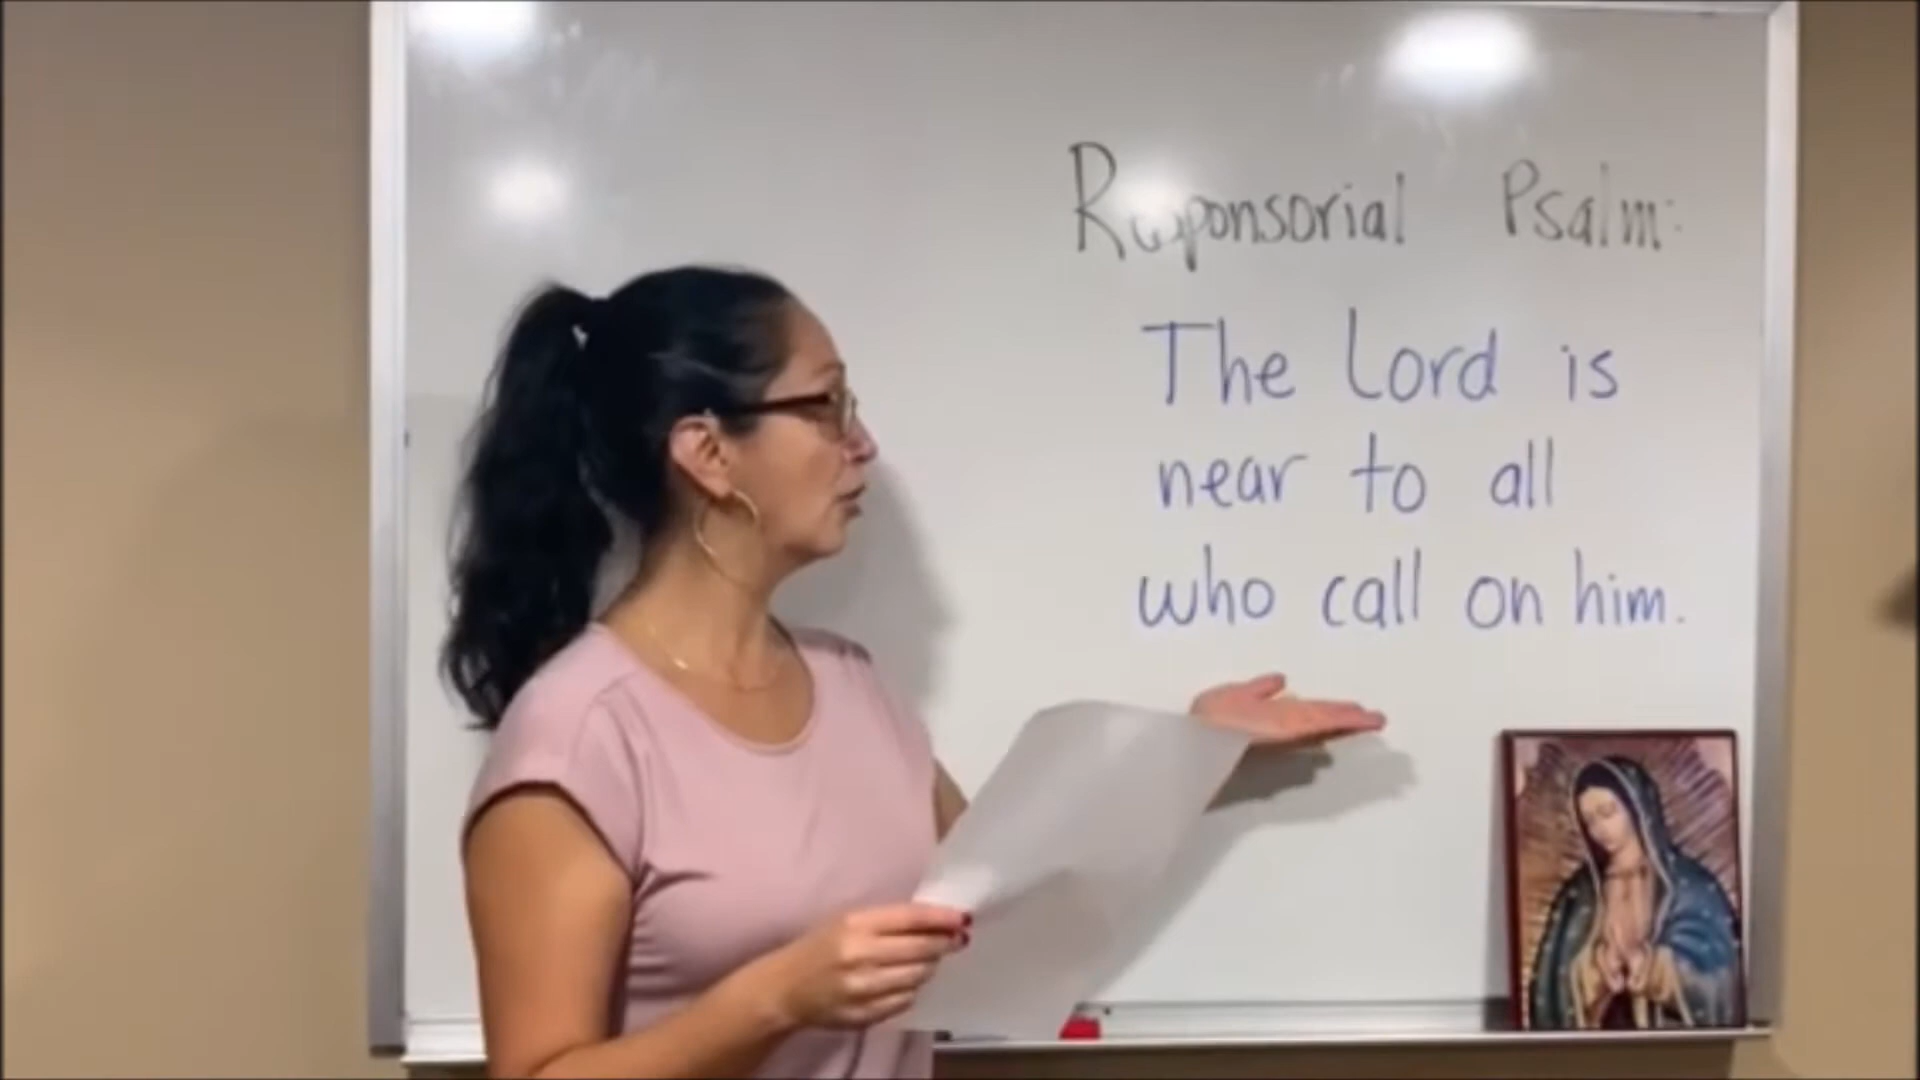 Responsorial Psalm:
The Lord is
near to all
who call on him.